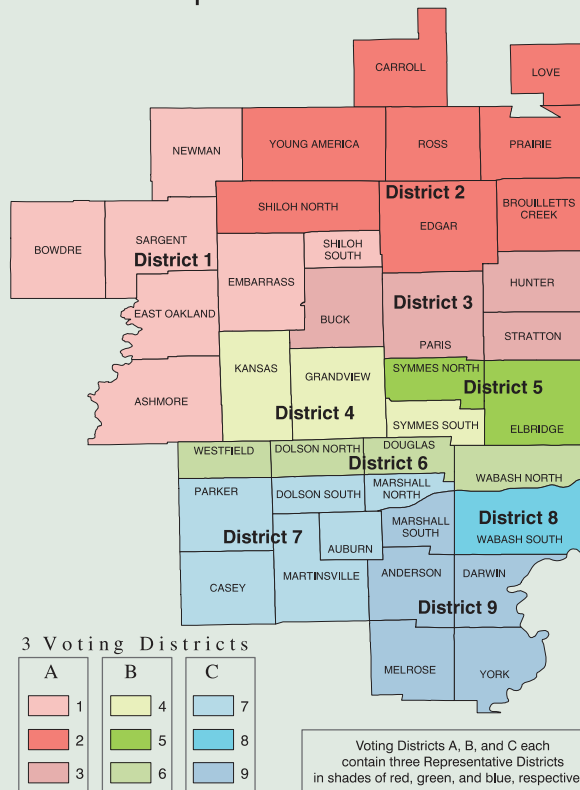 CARROLL
LOVE
NEWMAN
YOUNG AMERICA
ROSS
PRAIRIE
District 2
SHILOH NORTH
EDGAR
BROUILLETTS
CREEK
BOWDRE
SARGENT
District 1
SHILOH
SOUTH
EMBARRASS
HUNTER
District 3
EAST OAKLAND
BUCK
STRATTON
PARIS
KANSAS
GRANDVIEW
SYMMES NORTH
District 5
ASHMORE
District 4
SYMMES SOUTH
ELBRIDGE
WESTFIELD
DOLSON NORTH
DOUGLAS
District 6
WABASH NORTH
PARKER
DOLSON SOUTH
MARSHALL
NORTH
District 7
MARSHALL
SOUTH
District 8
WABASH SOUTH
AUBURN
CASEY
MARTINSVILLE
ANDERSON
DARWIN
District 9
MELROSE
YORK
3 Voting Districts
A B C
1 4 7
2 5 8
3 6 9
Voting Districts A, B, and C each
contain three Representative Districts
in shades of red, green, and blue, respective